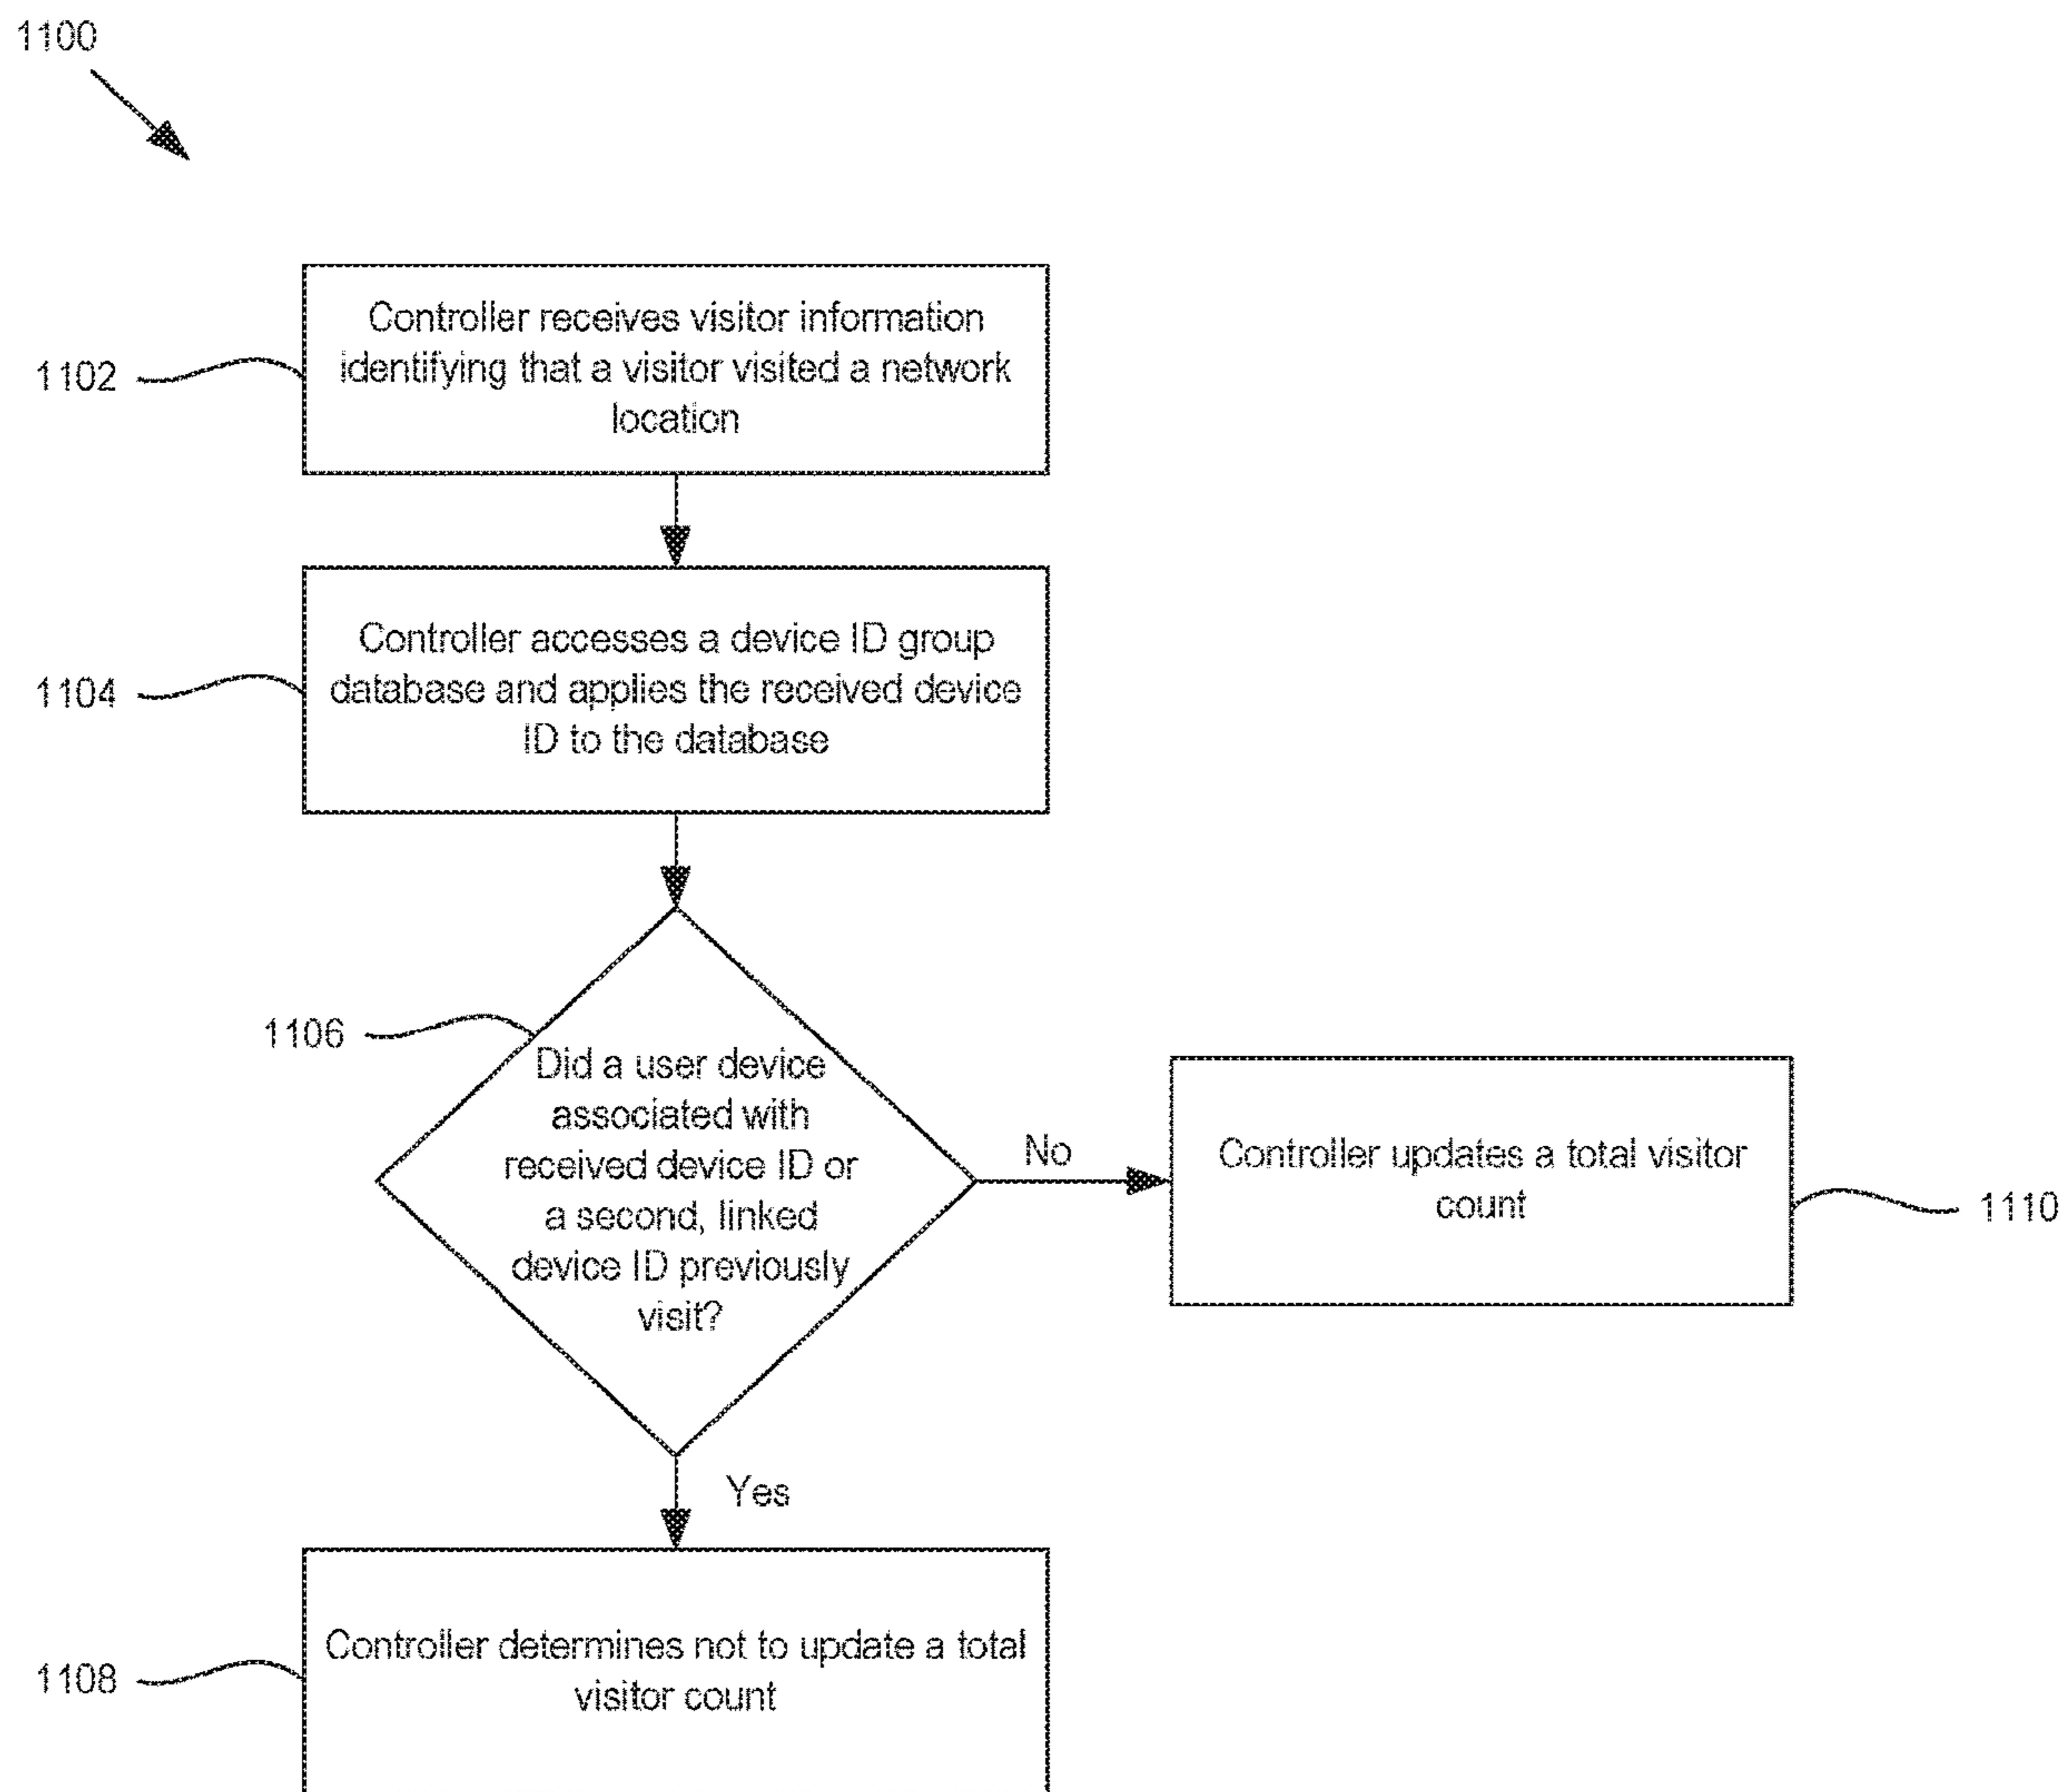 1100
Controller receives visitor information
identifying that a visitor visited a network
location
1102
Controller accesses a device ID group
database and applies the received device
ID to the database
1104
1106
Did a user device
associated with
received device ID or
a second, linked
device ID previously
visit?
No
Controller updates a total visitor
count
1110
Yes
Controller determines not to update a total
visitor count
1108